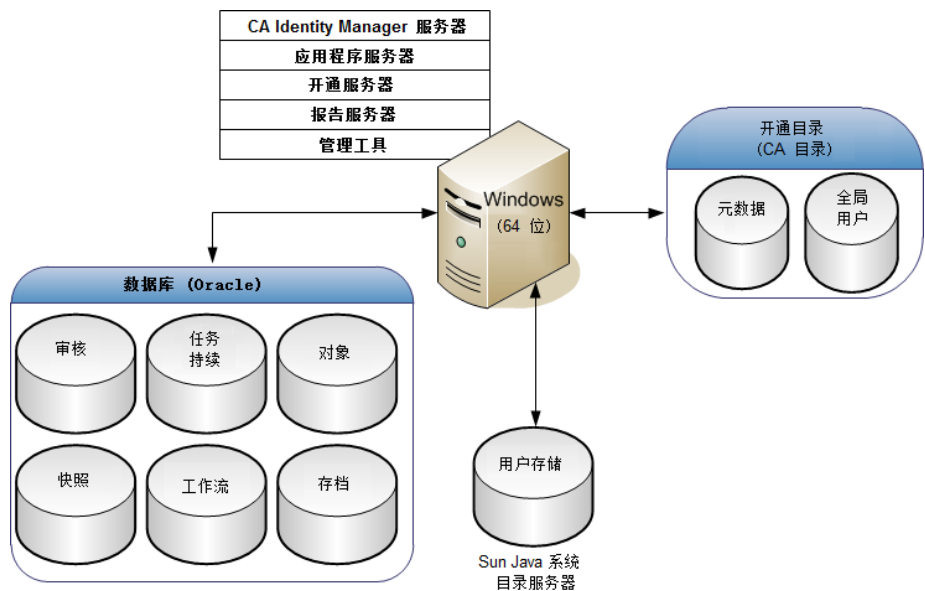 CA Identity Manager 服务器
应用程序服务器
开通服务器
报告服务器
管理工具
Windows
(64 位)
开通目录
(CA 目录)
元数据
全局
用户
数据库 (Oracle)
审核
任务
持续
对象
快照
工作流
存档
用户存储
Sun Java 系统
目录服务器